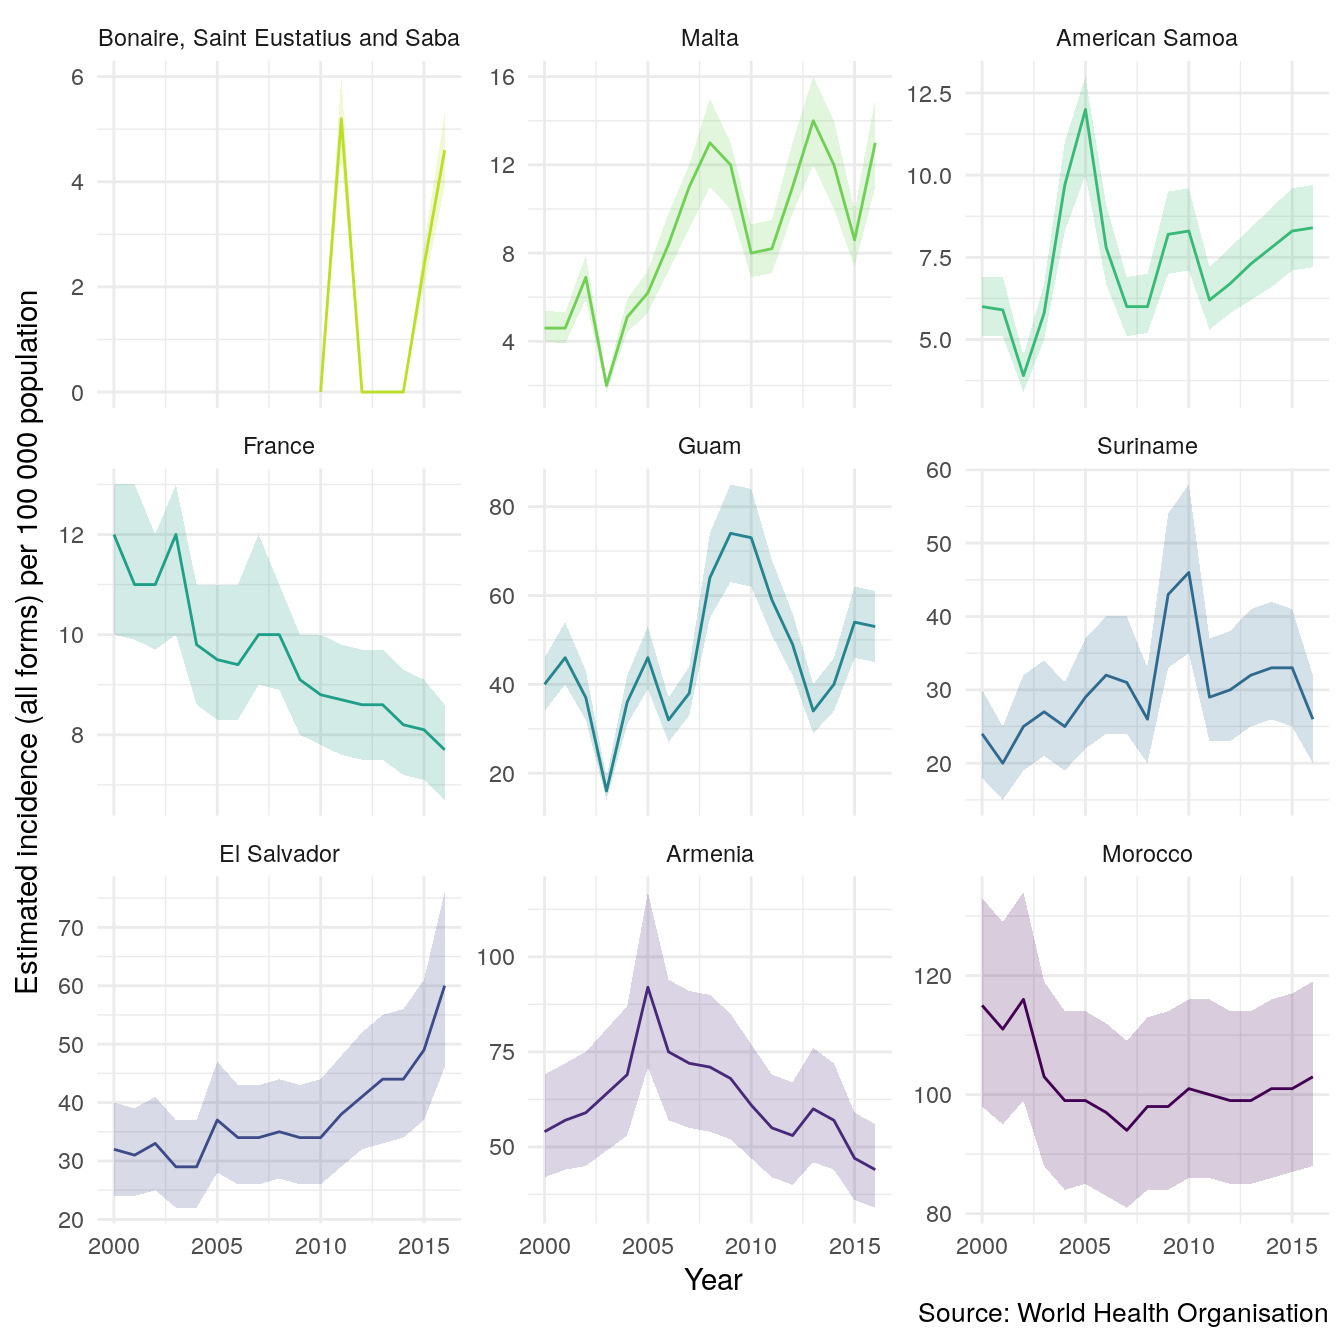 Bonaire, Saint Eustatius and Saba
Malta
American Samoa
6
4
2
0
16
12
8
4
12.5
10.0
7.5
5.0
France
Guam
Suriname
12
10
8
80
60
40
20
60
50
40
30
20
El Salvador
Armenia
Morocco
70
60
50
40
30
20
100
75
50
120
100
80
2000 2005 2010 2015
2000 2005 2010 2015
2000 2005 2010 2015
Estimated incidence (all forms) per 100 000 population
Year
Source: World Health Organisation